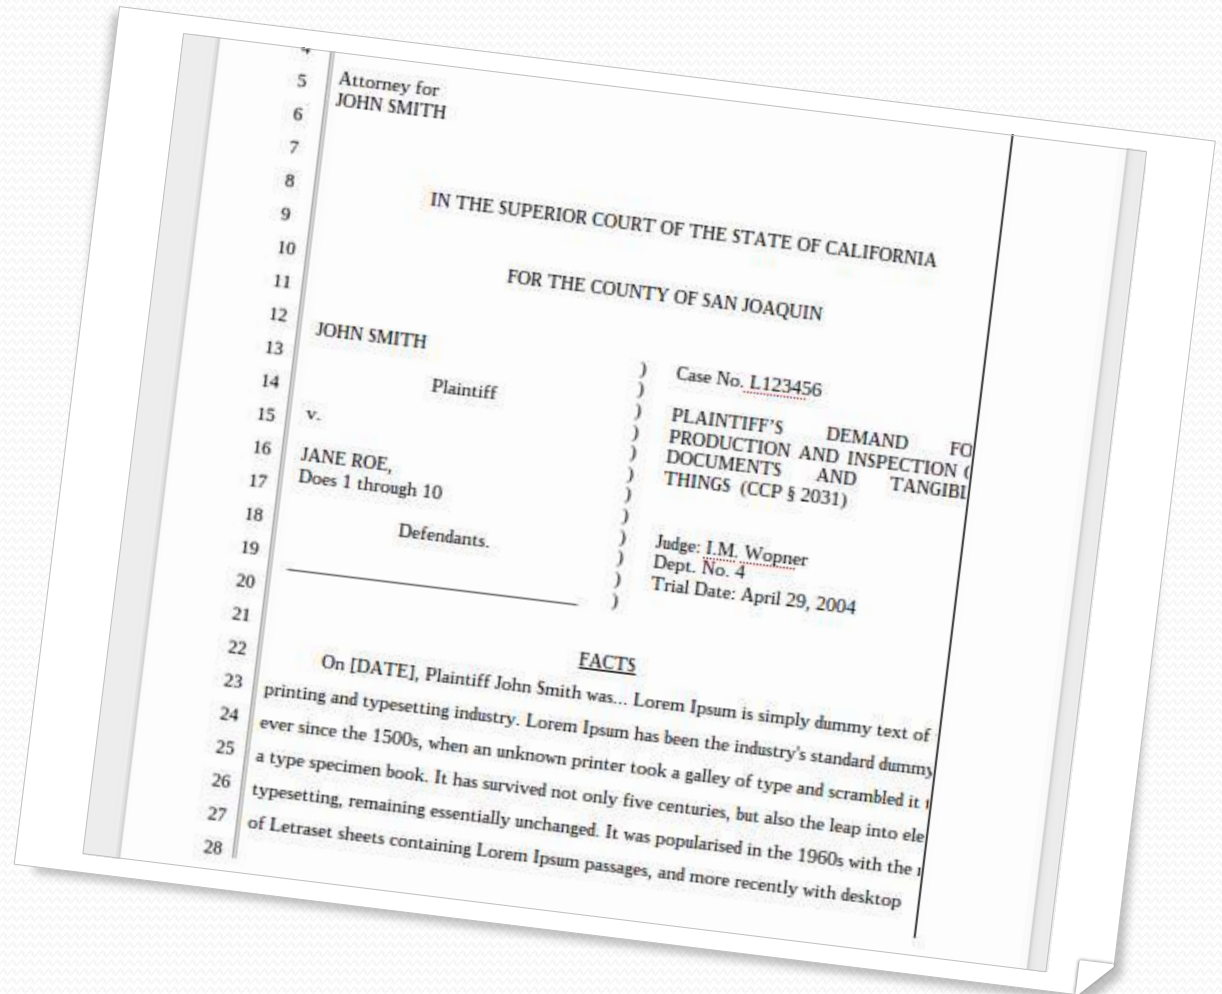 5 Attorney for
6 JOHN SMITH
7
8
9 IN THE SUPERIOR COURT OF THE STATE OF CALIFORNIA
10
11 FOR THE COUNTY OF SAN JOAQUIN
12
13 JOHN SMITH
) Case No. L123456
14 Plaintiff )
15 v. ) PLAINTIFF'S DEMAND
) PRODUCTION AND INSPECTION
16 JANE ROE, ) DOCUMENTS AND
17 Does 1 through 10 ) THINGS (CCP § 2031)
)
18 )
19 Defendants. ) Judge: I.M. Wopner
) Dept. No. 4
20 ) Trial Date: April 29, 2004
)
21
22 FACTS
23 On [DATE], Plaintiff John Smith was... Lorem Ipsum is simply dummy text of
24 printing and typesetting industry. Lorem Ipsum has been the industry's standard dummy
25 ever since the 1500s, when an unknown printer took a galley of type and scrambled it
26 a type specimen book. It has survived not only five centuries, but also the leap into
27 typesetting, remaining essentially unchanged. It was popularised in the 1960s with the
28 of Letraset sheets containing Lorem Ipsum passages, and more recently with desktop